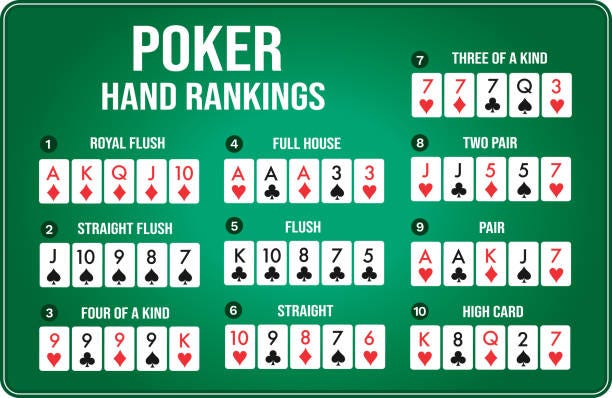 POKER
HAND RANKINGS
1 ROYAL FLUSH
A K Q J 10
2 STRAIGHT FLUSH
J 10 9 8 7
3 FOUR OF A KIND
9 9 9 9 K
4 FULL HOUSE
A A A 3 3
5 FLUSH
K 10 8 7 5
6 STRAIGHT
10 9 8 7 6
7 THREE OF A KIND
7 7 7 Q 3
8 TWO PAIR
J J 5 5 7
9 PAIR
A A K J 7
10 HIGH CARD
K 8 Q 2 7